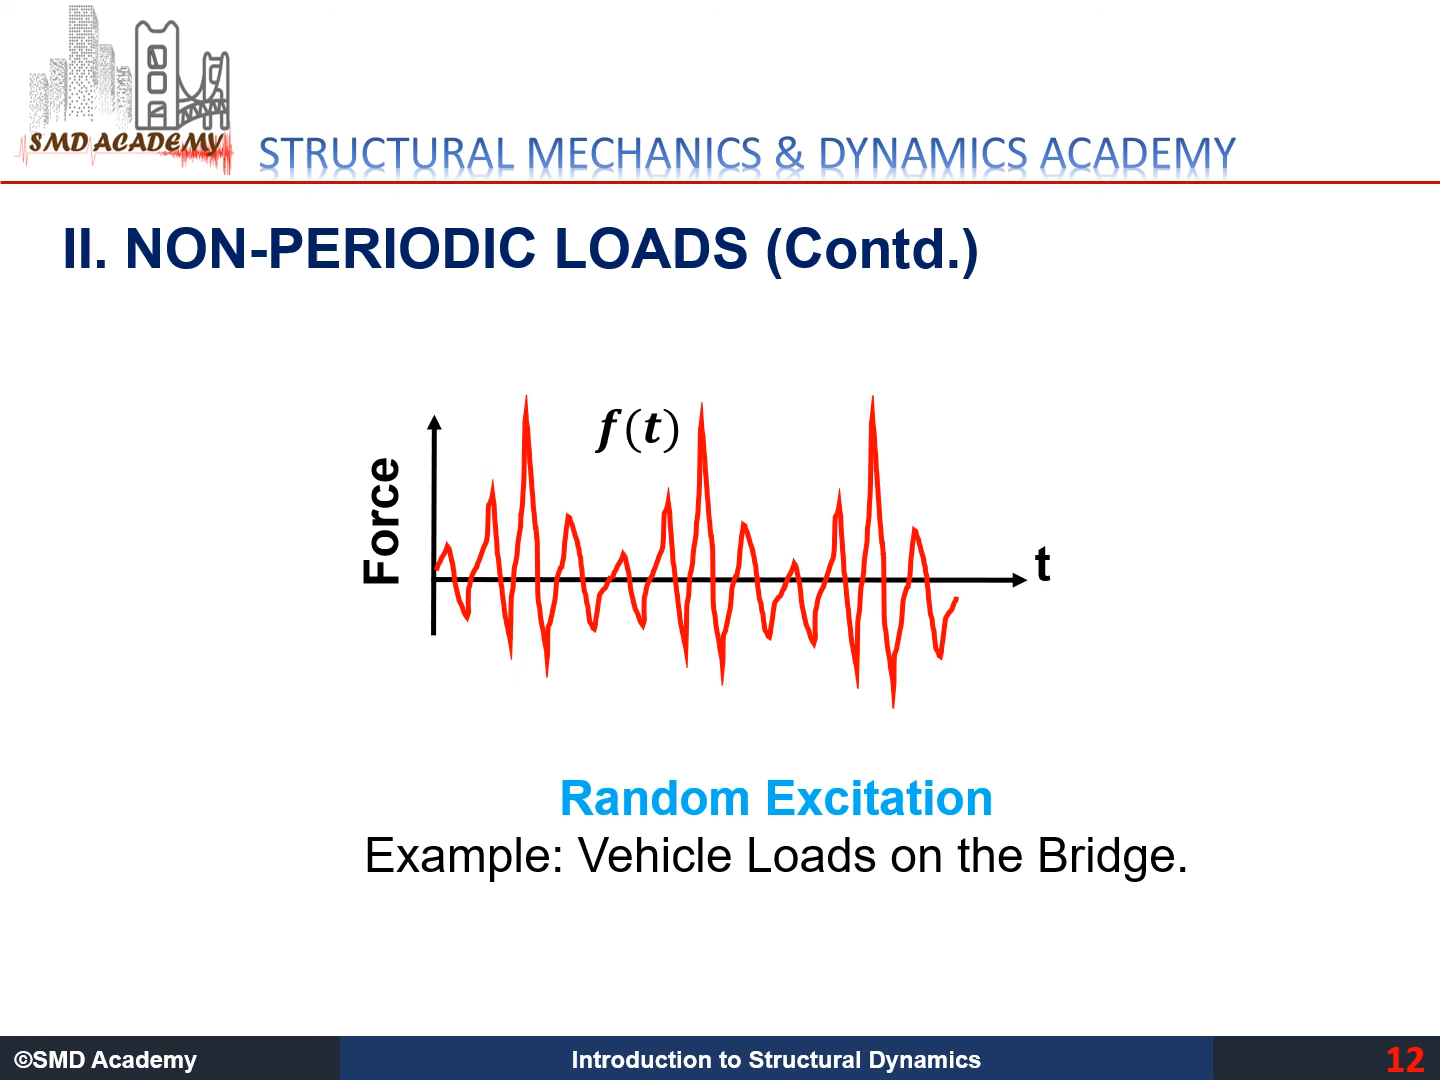 SMD ACADEMY
STRUCTURAL MECHANICS & DYNAMICS ACADEMY
II. NON-PERIODIC LOADS (Contd.)
f(t)
Force
t
Random Excitation
Example: Vehicle Loads on the Bridge.
©SMD Academy
Introduction to Structural Dynamics
12